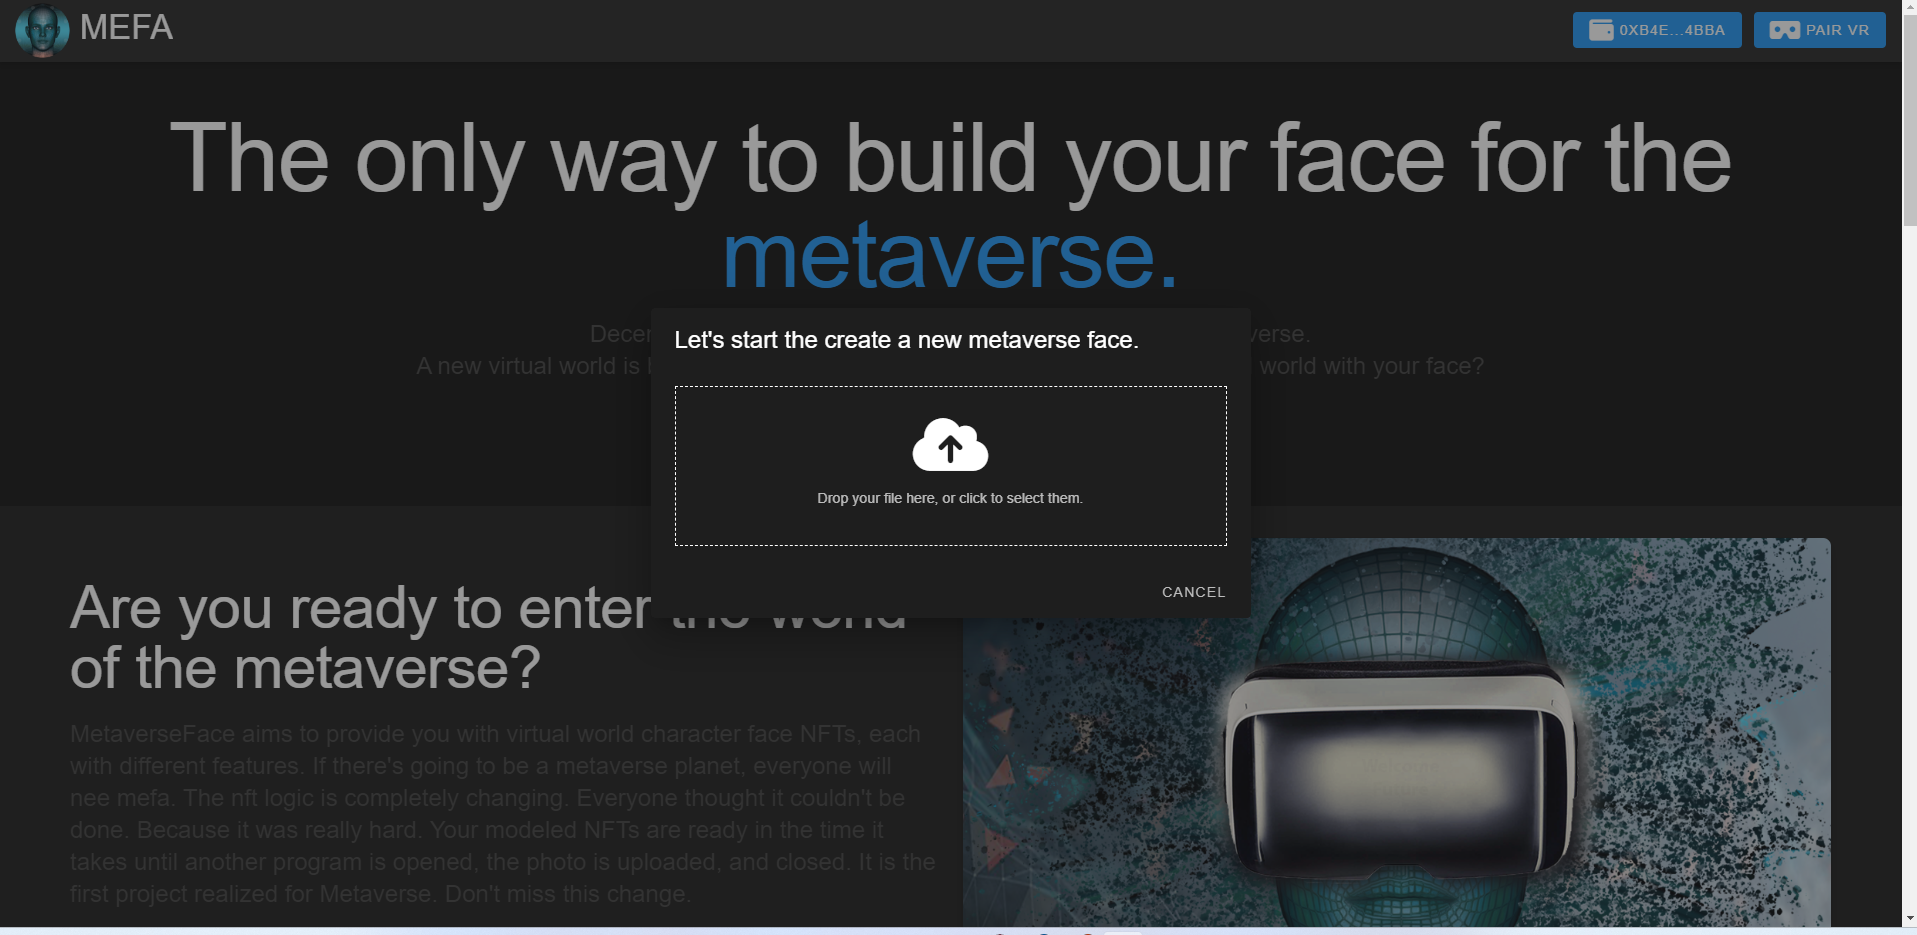 MEFA
0XB4E...4BBA
PAIR VR
The only way to build your face for the
metaverse.
Let's start the create a new metaverse face.
Drop your file here, or click to select them.
CANCEL
A new virtual world is
world with your face?
Are you ready to enter the world
of the metaverse?
MetaverseFace aims to provide you with virtual world character face NFTs, each
with different features. If there's going to be a metaverse planet, everyone will
nee mefa. The nft logic is completely changing. Everyone thought it couldn't be
done. Because it was really hard. Your modeled NFTs are ready in the time it
takes until another program is opened, the photo is uploaded, and closed. It is the
first project realized for Metaverse. Don't miss this change.